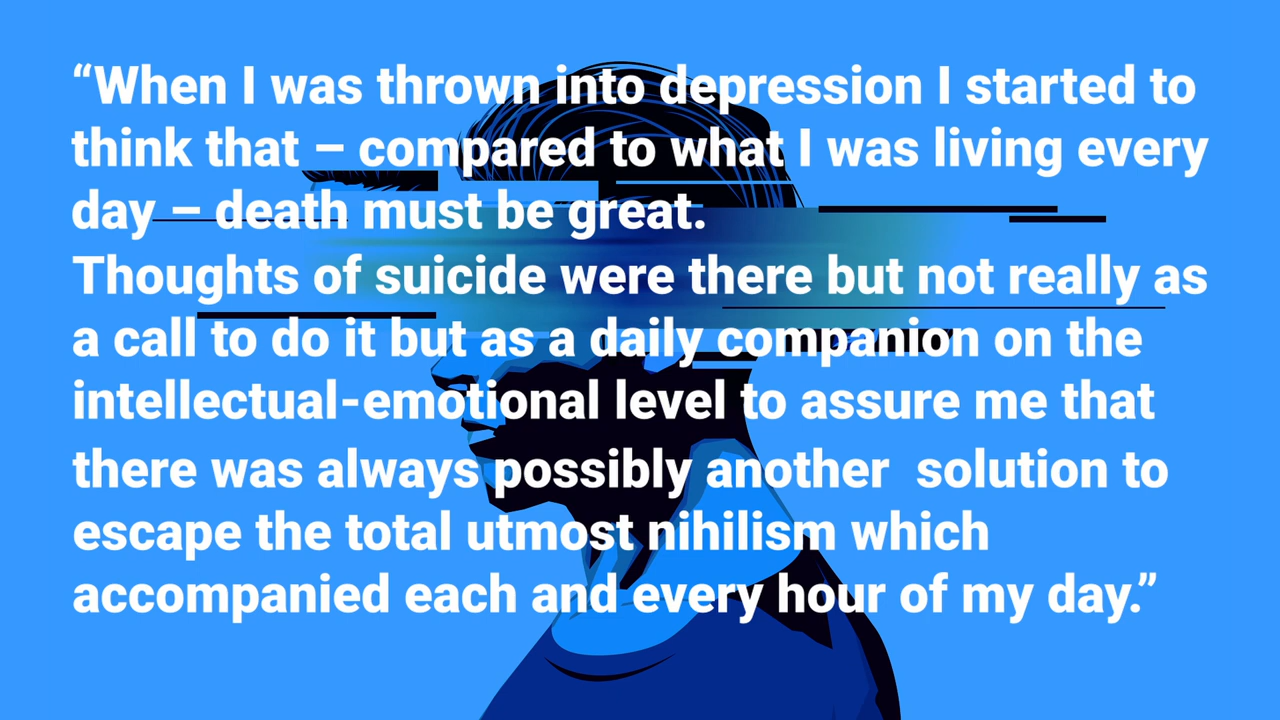 “When I was thrown into depression I started to
think that – compared to what I was living every
day – death must be great.
Thoughts of suicide were there but not really as
a call to do it but as a daily companion on the
intellectual-emotional level to assure me that
there was always possibly another  solution to
escape the total utmost nihilism which
accompanied each and every hour of my day.”